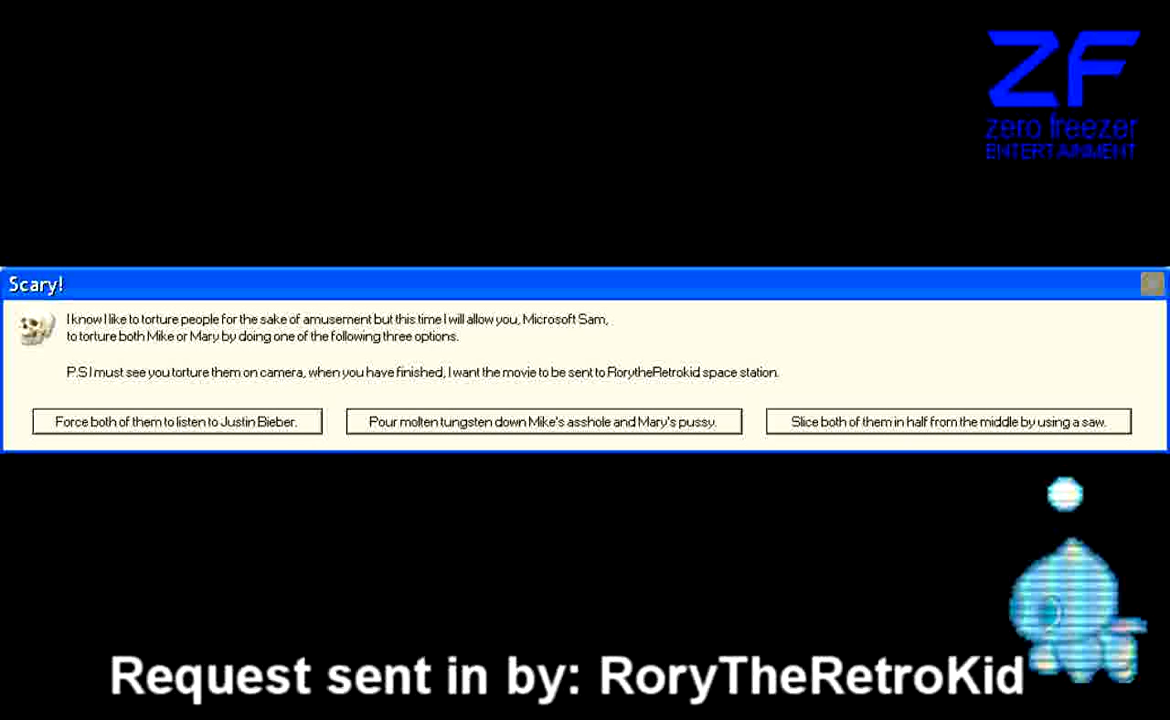 ZF
zero freezer
ENTERTAINMENT
Scary!
I know I like to torture people for the sake of amusement but this time I will allow you, Microsoft Sam,
to torture both Mike or Mary by doing one of the following three options.
P.S I must see you torture them on camera, when you have finished, I want the movie to be sent to RorytheRetrokid space station.
Force both of them to listen to Justin Bieber.
Pour molten tungsten down Mike's asshole and Mary's pussy.
Slice both of them in half from the middle by using a saw.
Request sent in by: RoryTheRetroKid